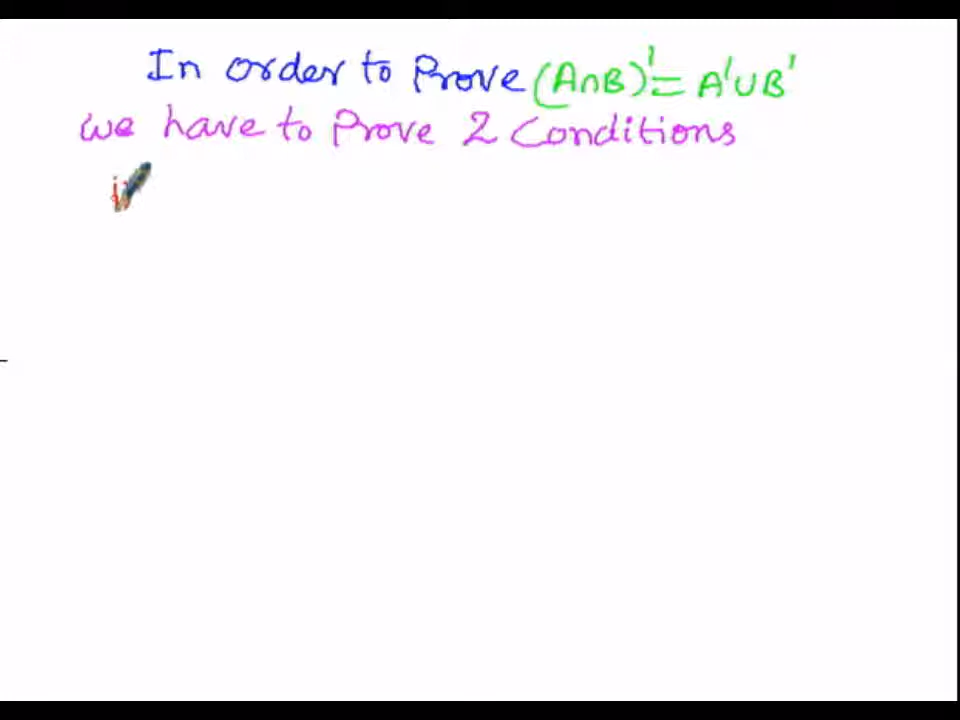 In order to Prove (A∩B)' = A'∪B'
we have to Prove 2 Conditions
i)